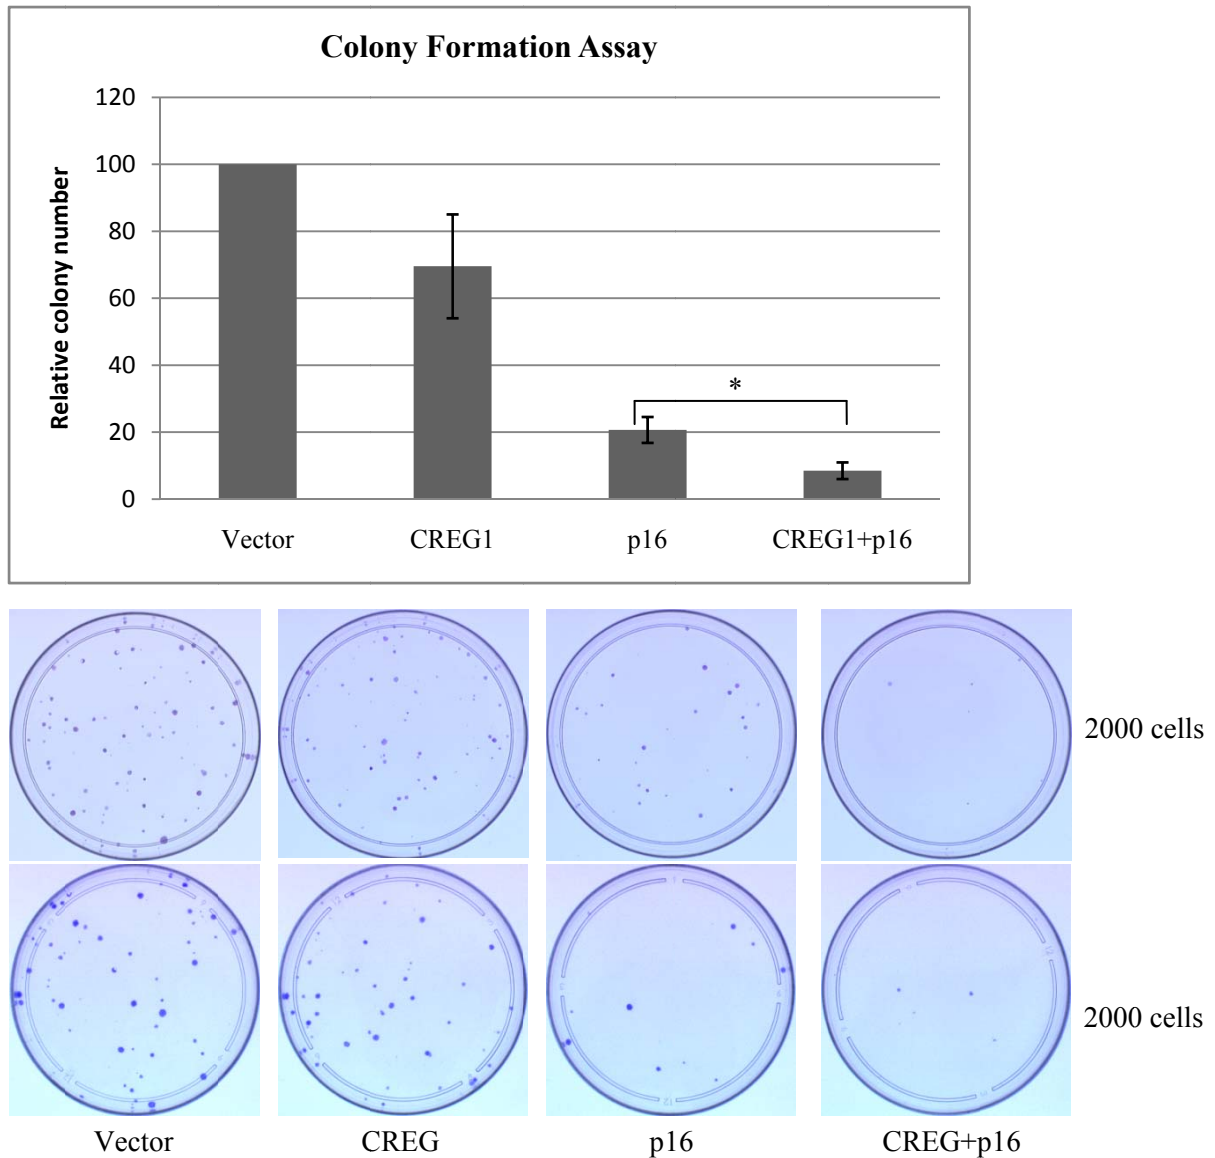 Colony Formation Assay
Relative colony number
120
100
80
60
40
20
0
*
Vector CREG1 p16 CREG1+p16
2000 cells
2000 cells
Vector CREG p16 CREG+p16